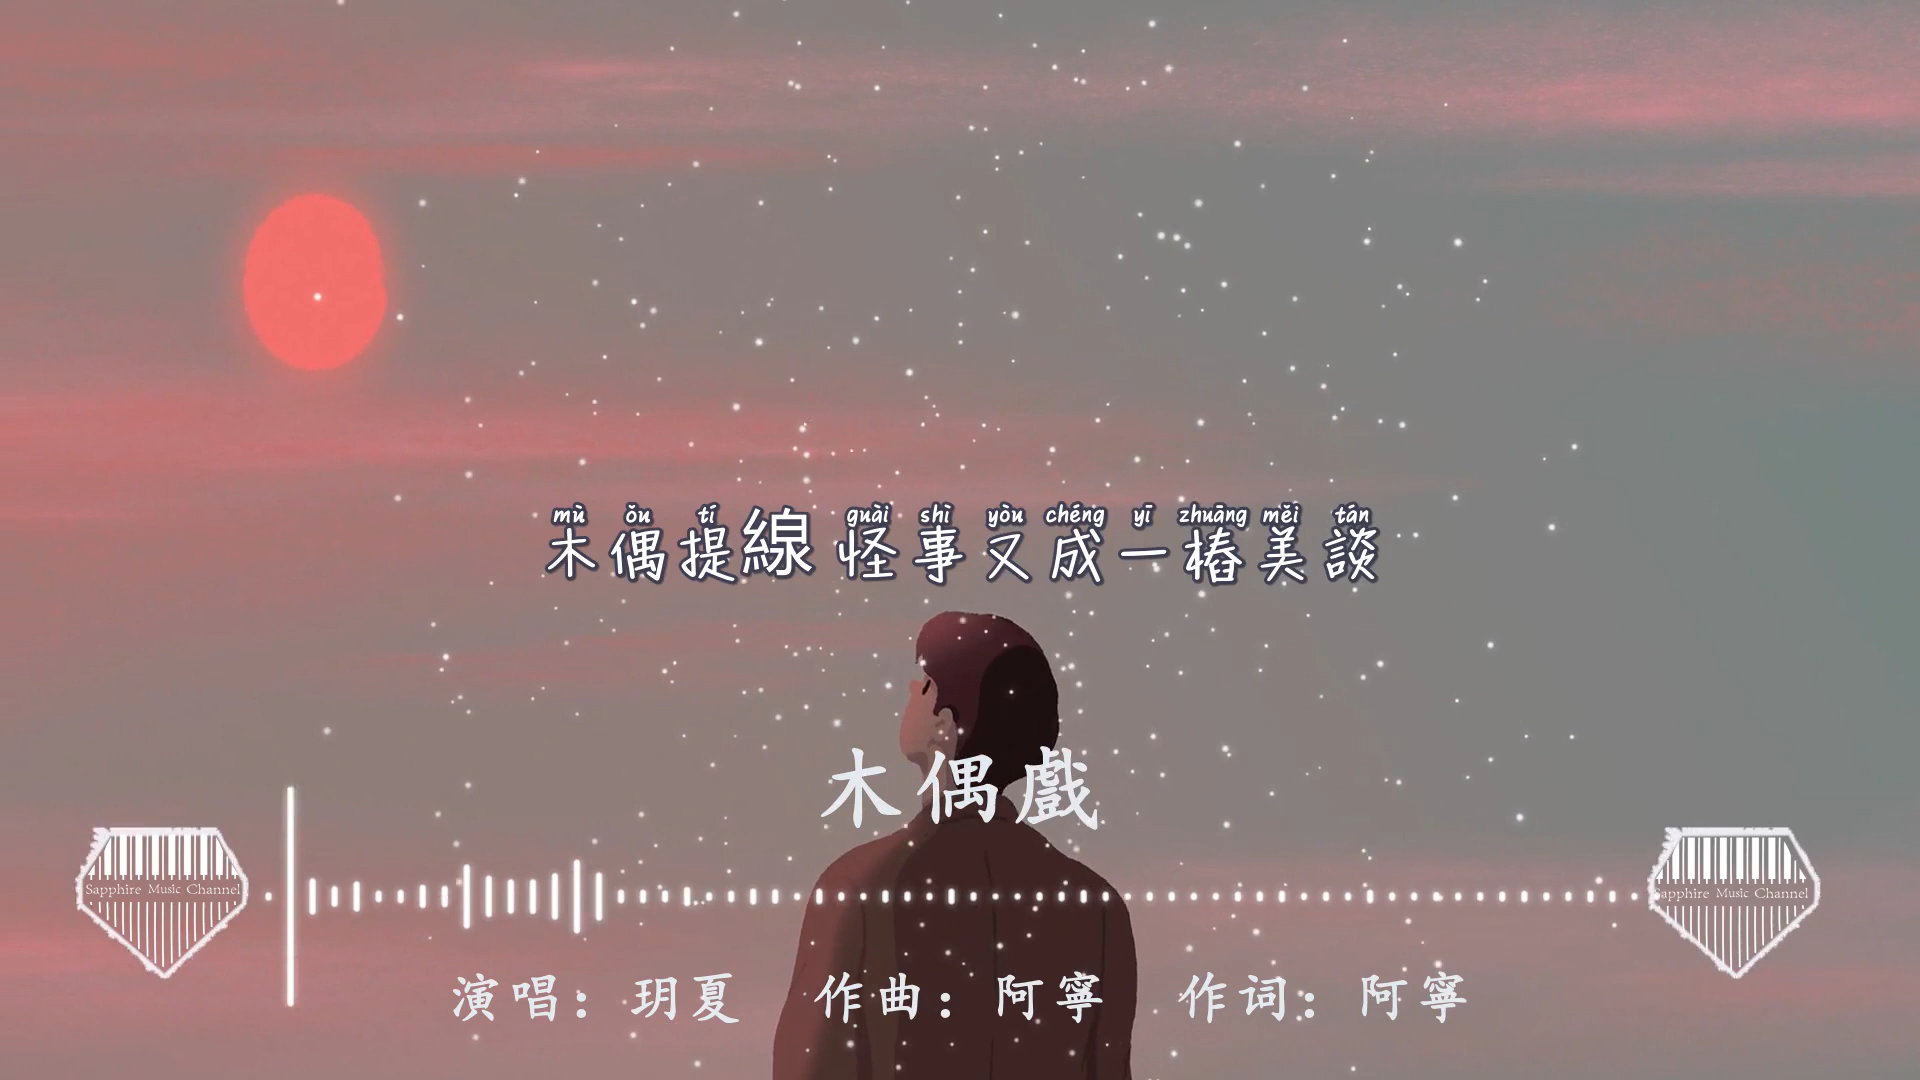 mù ǒu tí guài shì yòu chéng yī zhuāng měi tán
木偶提線 怪事又成一樁美談
木偶戲
Sapphire Music Channel
Sapphire Music Channel
演唱：玥夏 作曲：阿寧 作词：阿寧